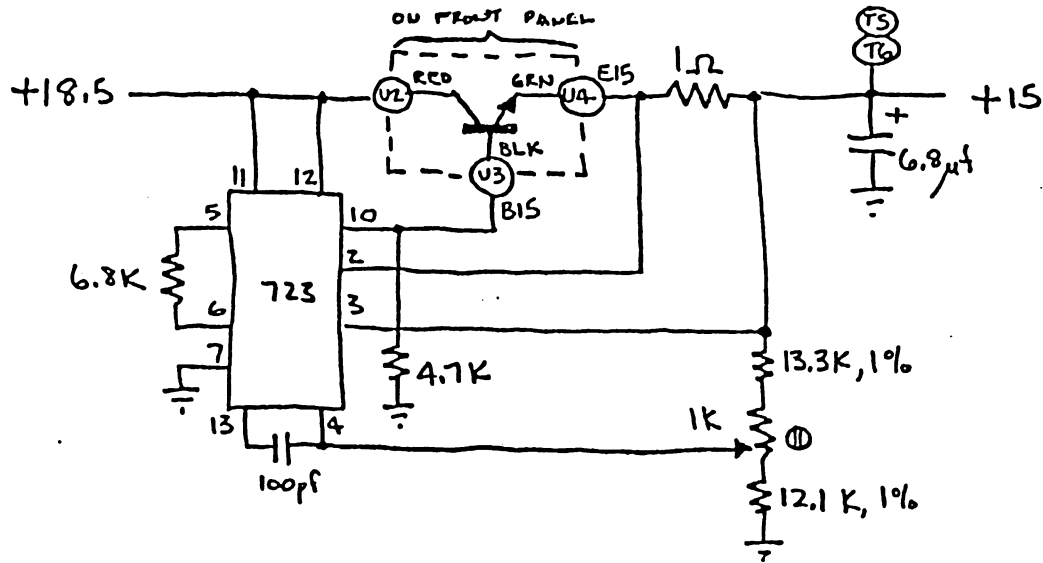 ON FRONT PANEL
T5
T6
+18.5
U2
RED
GRN
U4
E15
1Ω
+15
+
6.8μf
BLK
U3
B15
11
12
5
10
2
6.8K
723
6
3
7
4.7K
13.3K, 1%
1K
11
13
4
100pf
12.1K, 1%